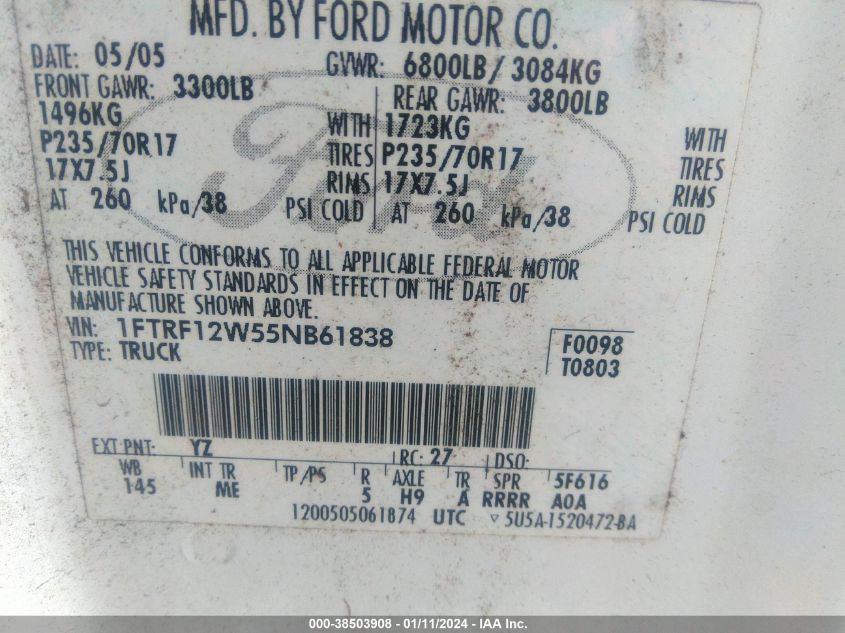 MFD. BY FORD MOTOR CO.
DATE: 05/05 GVWR: 6800LB/ 3084KG
FRONT GAWR: 3300LB REAR GAWR: 3800LB
1496KG WITH 1723KG WITH
P235/70R17 TIRES P235/70R17 TIRES
17X7.5J RIMS 17X7.5J RIMS
AT 260 kPa/38 PSI COLD AT 260 kPa/38 PSI COLD
Ford
THIS VEHICLE CONFORMS TO ALL APPLICABLE FEDERAL MOTOR
VEHICLE SAFETY STANDARDS IN EFFECT ON THE DATE OF
MANUFACTURE SHOWN ABOVE.
VIN: 1FTRF12W55NB61838 F0098
TYPE: TRUCK T0803
EXT PNT: YZ RC: 27 DSO:
WB INT TR TP/PS R AXLE TR SPR 5F616
145 ME 5 H9 A RRRR AOA
1200505061874 UTC ▽ 5U5A-1520472-BA
000-38503908 / 01/11/2024 - IAA Inc.